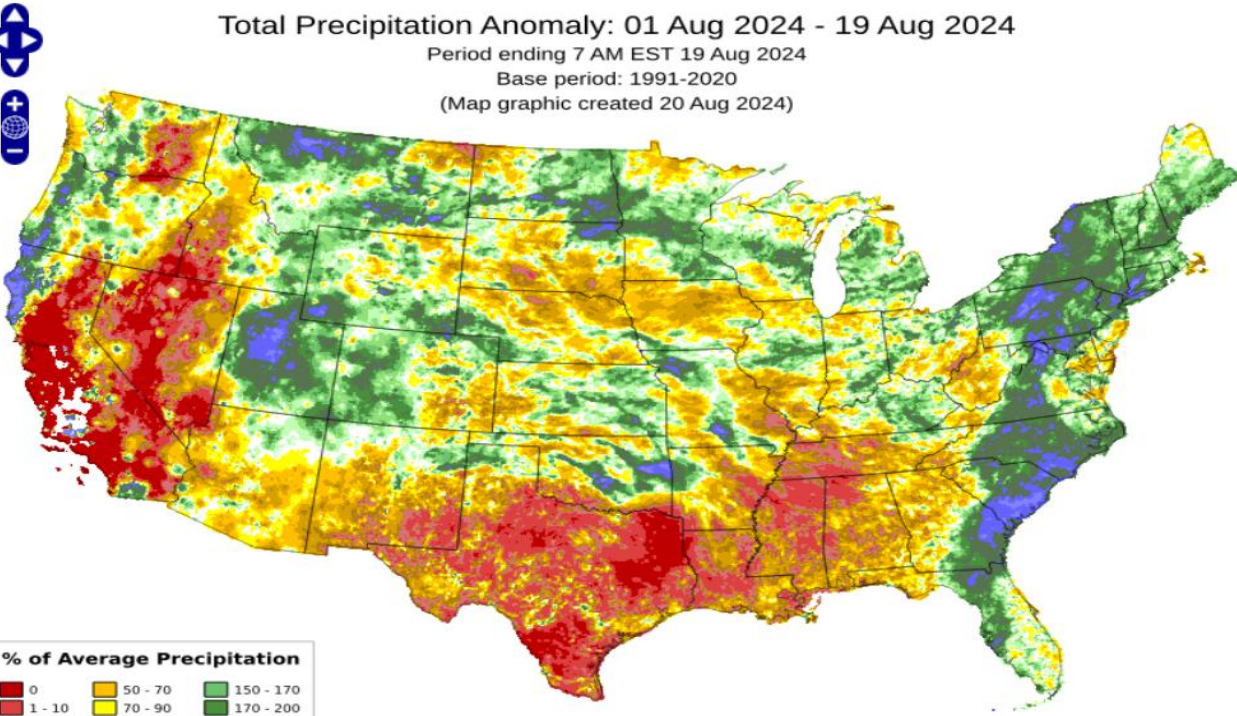 Total Precipitation Anomaly: 01 Aug 2024 - 19 Aug 2024
Period ending 7 AM EST 19 Aug 2024
Base period: 1991-2020
(Map graphic created 20 Aug 2024)
% of Average Precipitation
0 50 - 70 150 - 170
1 - 10 70 - 90 170 - 200